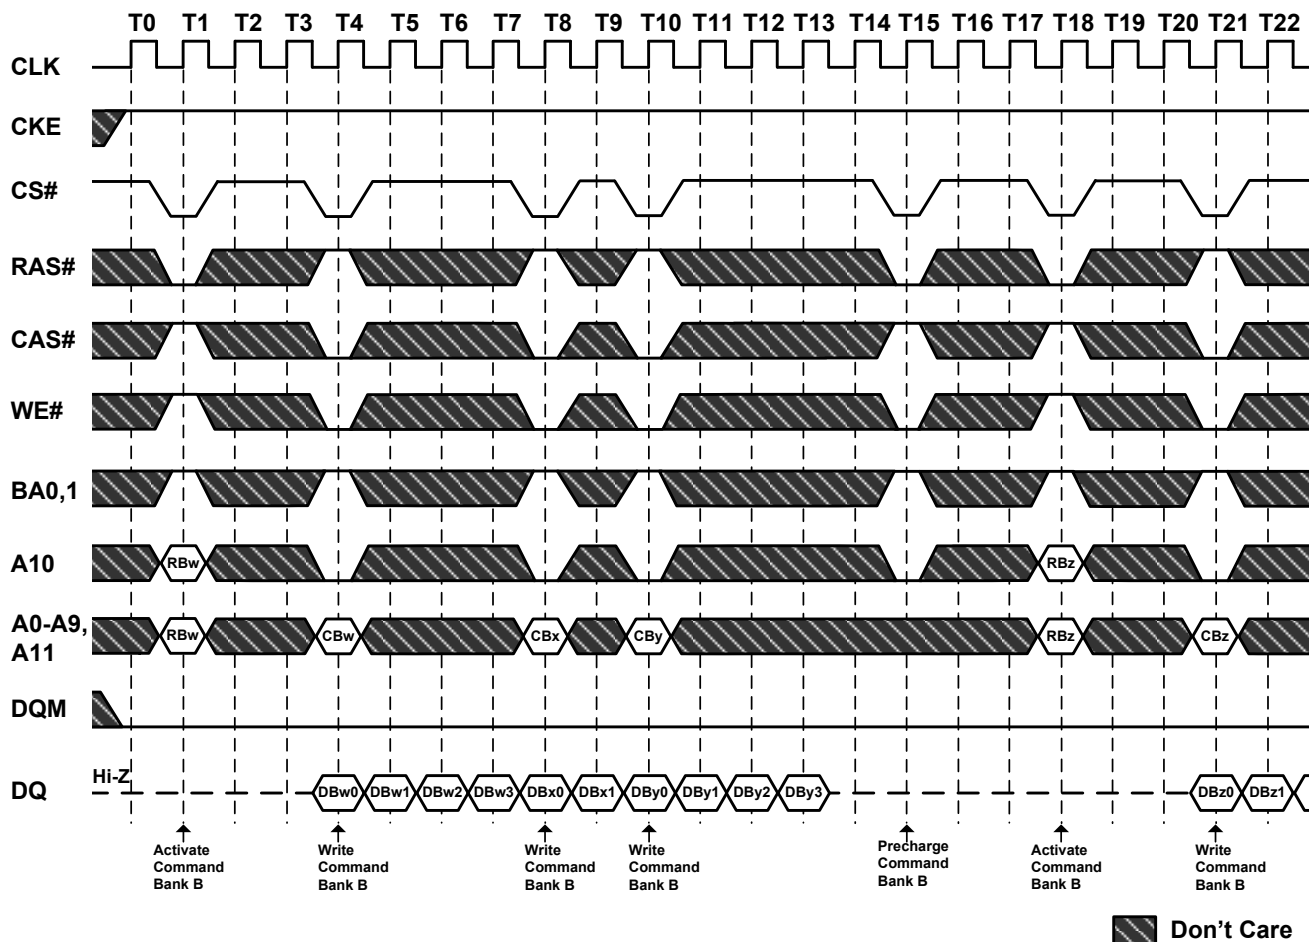 T0 T1 T2 T3 T4 T5 T6 T7 T8 T9 T10 T11 T12 T13 T14 T15 T16 T17 T18 T19 T20 T21 T22
CLK
CKE
CS#
RAS#
CAS#
WE#
BA0,1
A10 RBw RBz
A0-A9,
A11
RBw CBw CBx CBy RBz CBz
DQM
Hi-Z
DQ DBw0 DBw1 DBw2 DBw3 DBx0 DBx1 DBy0 DBy1 DBy2 DBy3 DBz0 DBz1
Activate
Command
Bank B
Write
Command
Bank B
Write
Command
Bank B
Write
Command
Bank B
Precharge
Command
Bank B
Activate
Command
Bank B
Write
Command
Bank B
Don't Care